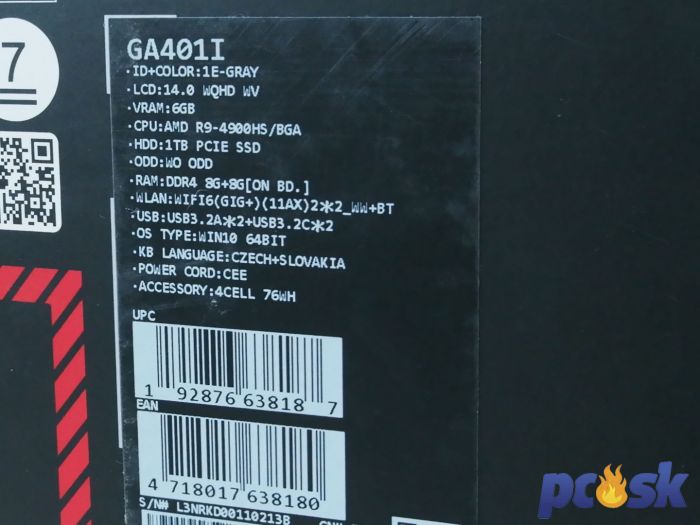 7
GA401I
·ID+COLOR:1E-GRAY
·LCD:14.0 WQHD WV
·VRAM:6GB
·CPU:AMD R9-4900HS/BGA
·HDD:1TB PCIE SSD
·ODD:WO ODD
·RAM:DDR4 8G+8G[ON BD.]
·WLAN:WIFI6(GIG+)(11AX)2*2_WW+BT
·USB:USB3.2A*2+USB3.2C*2
·OS TYPE:WIN10 64BIT
·KB LANGUAGE:CZECH+SLOVAKIA
·POWER CORD:CEE
·ACCESSORY:4CELL 76WH
UPC
1 92876 63818 7
EAN
4 718017 638180
S/N# L3NRKD00110213B
pc sk